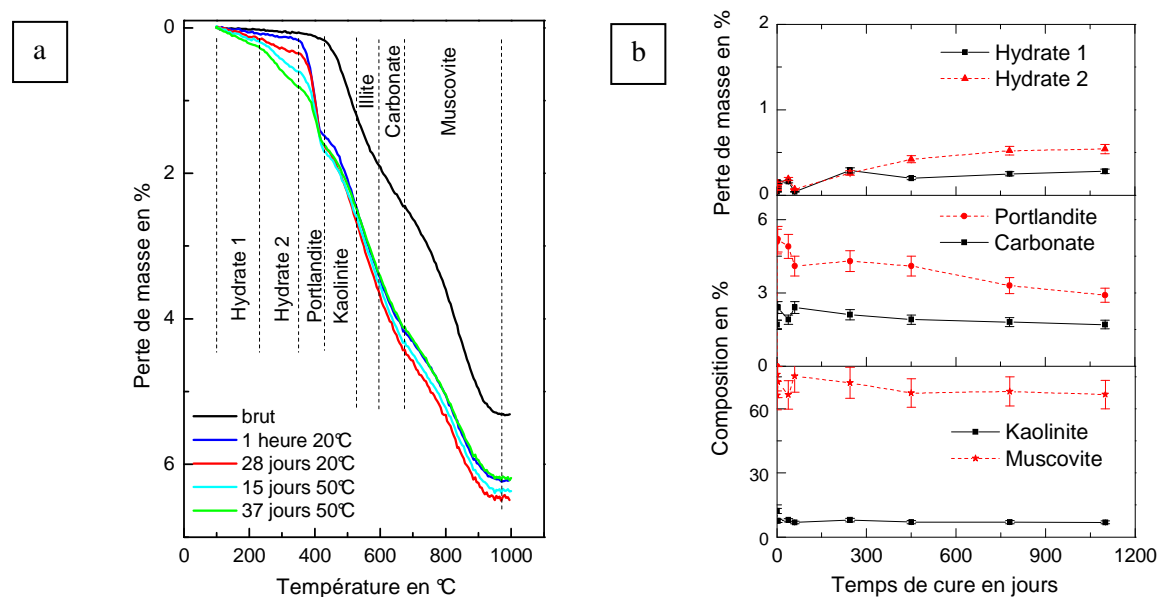 a
0
2
4
6
Perte de masse en %
Hydrate 1
Hydrate 2
Portlandite
Kaolinite
Illite
Carbonate
Muscovite
brut
1 heure 20℃
28 jours 20℃
15 jours 50℃
37 jours 50℃
0 200 400 600 800 1000
Température en ℃
b
2
1
0
Perte de masse en %
Hydrate 1
Hydrate 2
6
3
0
Portlandite
Carbonate
Composition en %
60
30
0
Kaolinite
Muscovite
0 300 600 900 1200
Temps de cure en jours